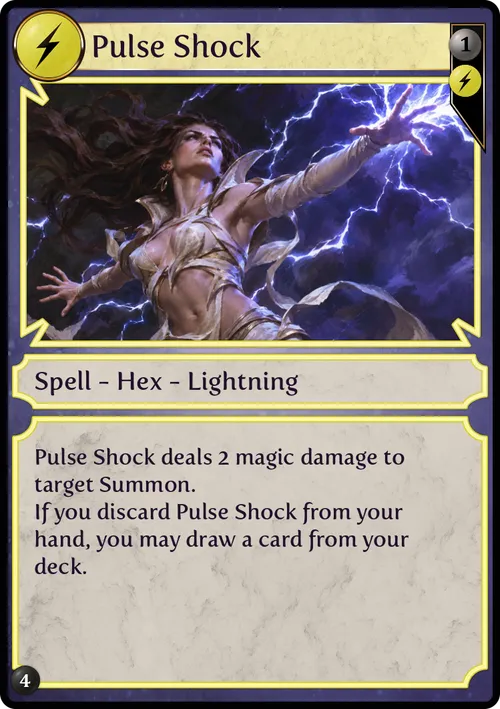 Pulse Shock
1
Spell - Hex - Lightning
Pulse Shock deals 2 magic damage to
target Summon.
If you discard Pulse Shock from your
hand, you may draw a card from your
deck.
4